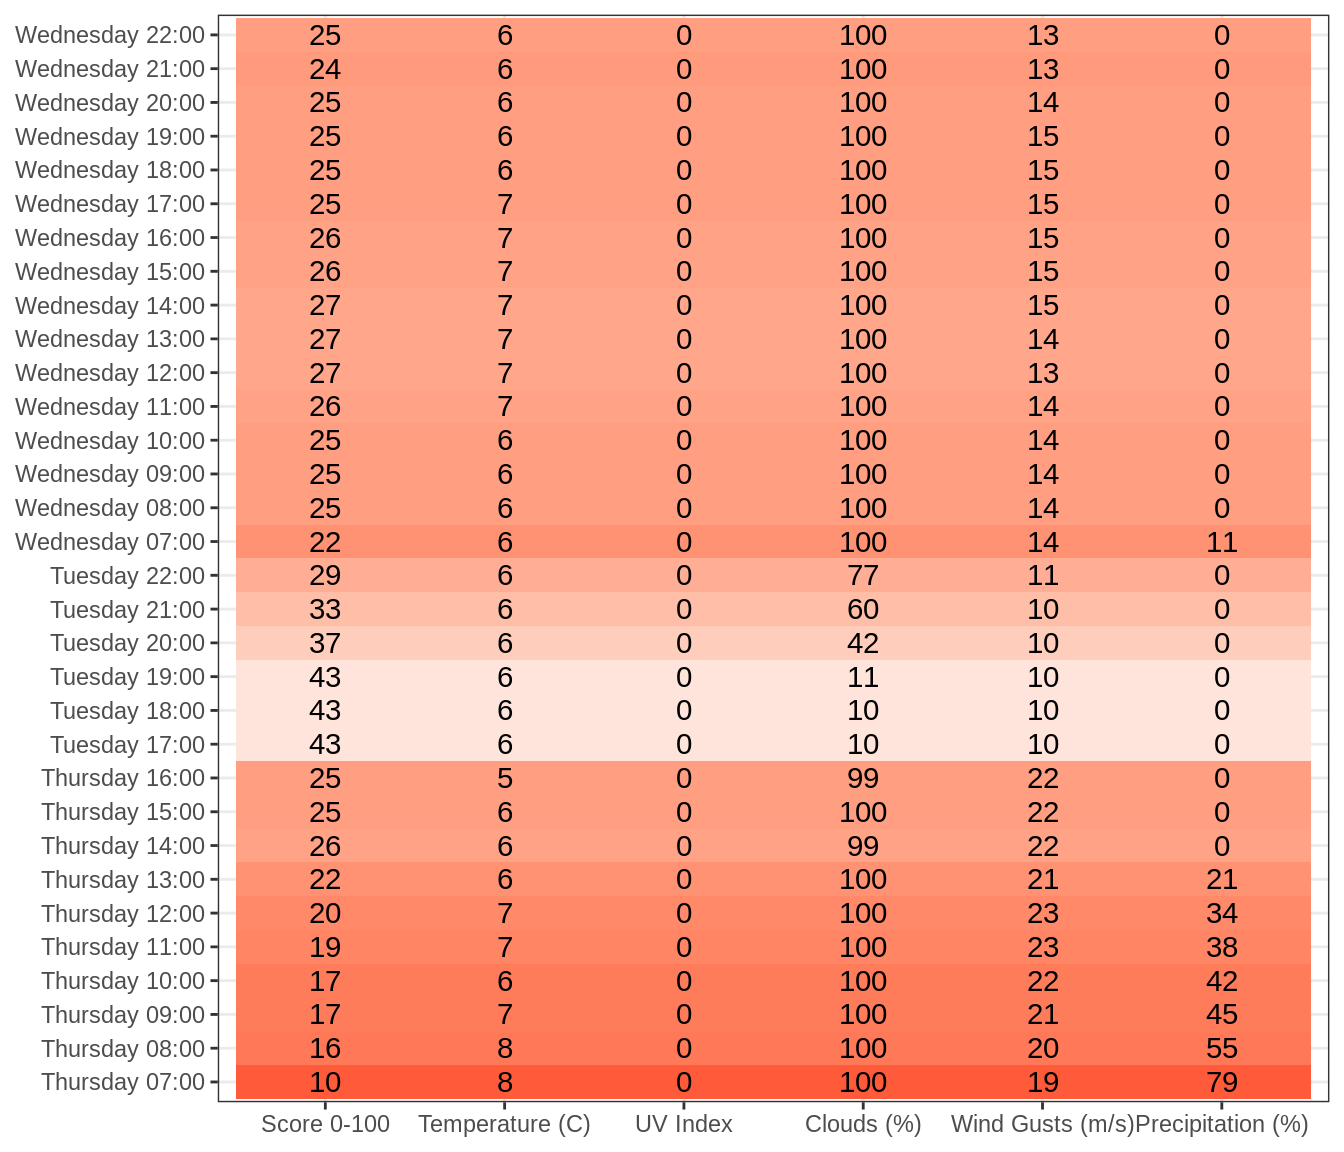 Wednesday 22:00 25 6 0 100 13 0
Wednesday 21:00 24 6 0 100 13 0
Wednesday 20:00 25 6 0 100 14 0
Wednesday 19:00 25 6 0 100 15 0
Wednesday 18:00 25 6 0 100 15 0
Wednesday 17:00 25 7 0 100 15 0
Wednesday 16:00 26 7 0 100 15 0
Wednesday 15:00 26 7 0 100 15 0
Wednesday 14:00 27 7 0 100 15 0
Wednesday 13:00 27 7 0 100 14 0
Wednesday 12:00 27 7 0 100 13 0
Wednesday 11:00 26 7 0 100 14 0
Wednesday 10:00 25 6 0 100 14 0
Wednesday 09:00 25 6 0 100 14 0
Wednesday 08:00 25 6 0 100 14 0
Wednesday 07:00 22 6 0 100 14 11
Tuesday 22:00 29 6 0 77 11 0
Tuesday 21:00 33 6 0 60 10 0
Tuesday 20:00 37 6 0 42 10 0
Tuesday 19:00 43 6 0 11 10 0
Tuesday 18:00 43 6 0 10 10 0
Tuesday 17:00 43 6 0 10 10 0
Thursday 16:00 25 5 0 99 22 0
Thursday 15:00 25 6 0 100 22 0
Thursday 14:00 26 6 0 99 22 0
Thursday 13:00 22 6 0 100 21 21
Thursday 12:00 20 7 0 100 23 34
Thursday 11:00 19 7 0 100 23 38
Thursday 10:00 17 6 0 100 22 42
Thursday 09:00 17 7 0 100 21 45
Thursday 08:00 16 8 0 100 20 55
Thursday 07:00 10 8 0 100 19 79
Score 0-100 Temperature (C) UV Index Clouds (%) Wind Gusts (m/s) Precipitation (%)